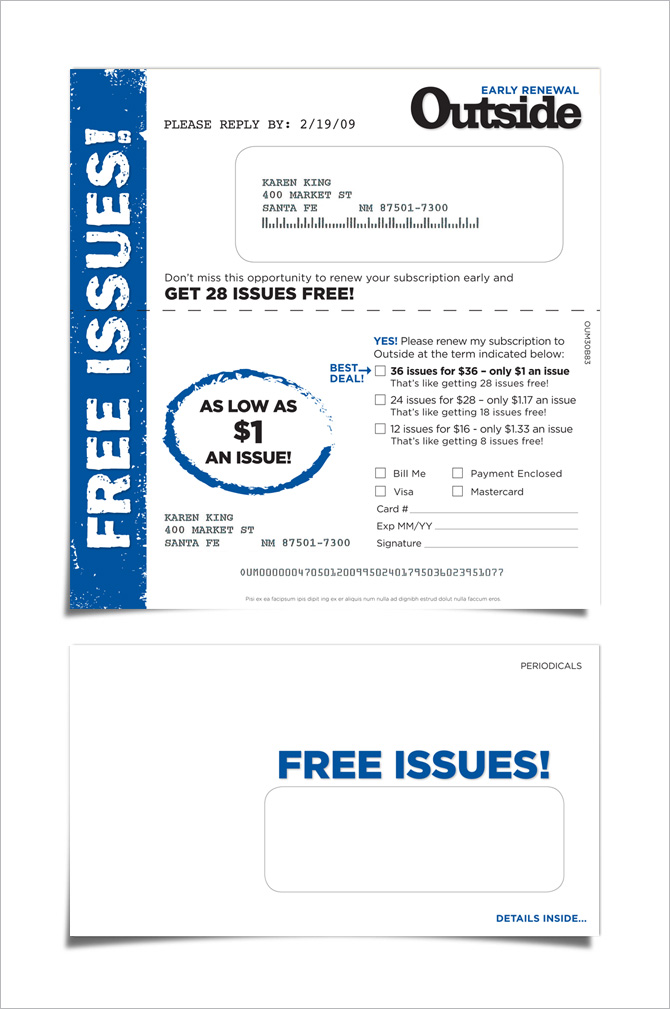 FREE ISSUES!
EARLY RENEWAL
Outside
PLEASE REPLY BY: 2/19/09
KAREN KING
400 MARKET ST
SANTA FE NM 87501-7300
Don't miss this opportunity to renew your subscription early and
GET 28 ISSUES FREE!
OUM30B83
YES! Please renew my subscription to
Outside at the term indicated below:
BEST
DEAL!
36 issues for $36 – only $1 an issue
That's like getting 28 issues free!
24 issues for $28 – only $1.17 an issue
That's like getting 18 issues free!
12 issues for $16 - only $1.33 an issue
That's like getting 8 issues free!
AS LOW AS
$1
AN ISSUE!
Bill Me Payment Enclosed
Visa Mastercard
Card #
Exp MM/YY
Signature
KAREN KING
400 MARKET ST
SANTA FE NM 87501-7300
OUM0000004705012009950240179503602395107​7
Pisi ex ea facipsum ipis dipit ing ex er aliquis num nulla ad dignibh estrud dolut nulla faccum eros.
PERIODICALS
FREE ISSUES!
DETAILS INSIDE...